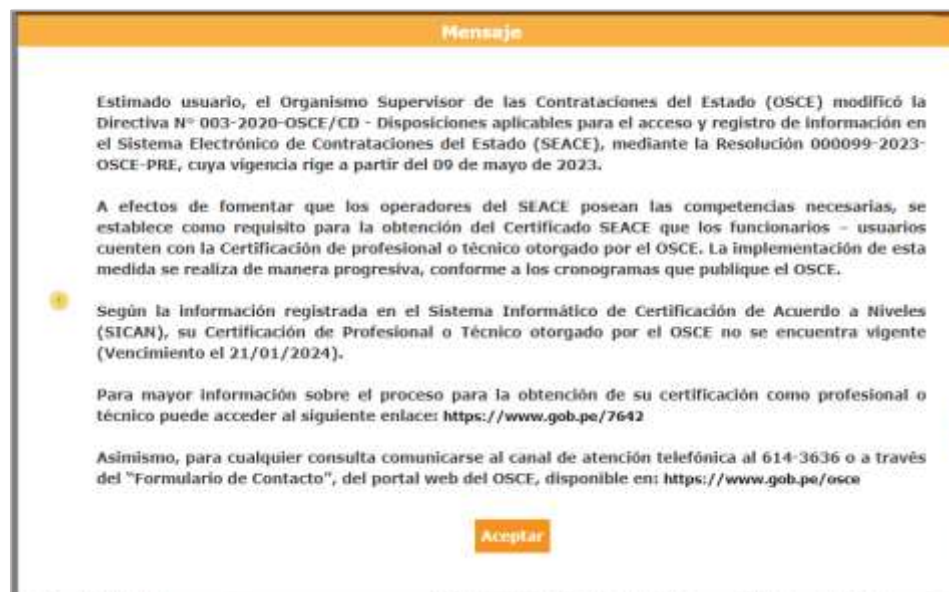 Mensaje
Estimado usuario, el Organismo Supervisor de las Contrataciones del Estado (OSCE) modificó la
Directiva N° 003-2020-OSCE/CD - Disposiciones aplicables para el acceso y registro de información en
el Sistema Electrónico de Contrataciones del Estado (SEACE), mediante la Resolución 000099-2023-
OSCE-PRE, cuya vigencia rige a partir del 09 de mayo de 2023.
A efectos de fomentar que los operadores del SEACE posean las competencias necesarias, se
establece como requisito para la obtención del Certificado SEACE que los funcionarios – usuarios
cuenten con la Certificación de profesional o técnico otorgado por el OSCE. La implementación de esta
medida se realiza de manera progresiva, conforme a los cronogramas que publique el OSCE.
Según la información registrada en el Sistema Informático de Certificación de Acuerdo a Niveles
(SICAN), su Certificación de Profesional o Técnico otorgado por el OSCE no se encuentra vigente
(Vencimiento el 21/01/2024).
Para mayor información sobre el proceso para la obtención de su certificación como profesional o
técnico puede acceder al siguiente enlace: https://www.gob.pe/7642
Asimismo, para cualquier consulta comunicarse al canal de atención telefónica al 614-3636 o a través
del "Formulario de Contacto", del portal web del OSCE, disponible en: https://www.gob.pe/osce
Aceptar